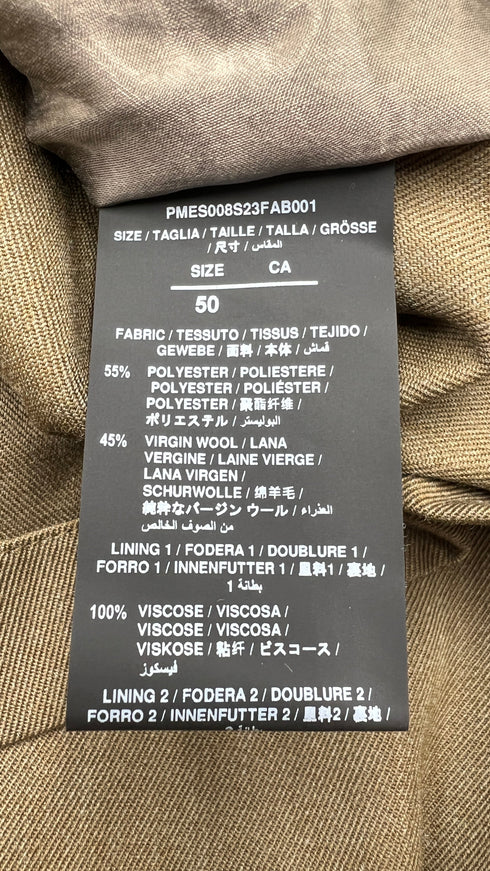 PMES008S23FAB001
SIZE / TAGLIA / TAILLE / TALLA / GRÖSSE
/ 尺寸 / المقاس
SIZE CA
50
FABRIC / TESSUTO / TISSUS / TEJIDO /
GEWEBE / 面料 / 本体 / قماش
55% POLYESTER / POLIESTERE /
POLYESTER / POLIÉSTER /
POLYESTER / 聚酯纤维 /
ポリエステル / البوليستر
45% VIRGIN WOOL / LANA
VERGINE / LAINE VIERGE /
LANA VIRGEN /
SCHURWOLLE / 绵羊毛 /
純粋なバージン ウール / العذراء
من الصوف الخالص
LINING 1 / FODERA 1 / DOUBLURE 1 /
FORRO 1 / INNENFUTTER 1 / 里料1 / 裏地 /
بطانة 1
100% VISCOSE / VISCOSA /
VISCOSE / VISCOSA /
VISKOSE / 粘纤 / ビスコース /
فيسكوز
LINING 2 / FODERA 2 / DOUBLURE 2 /
FORRO 2 / INNENFUTTER 2 / 里料2 / 裏地 /